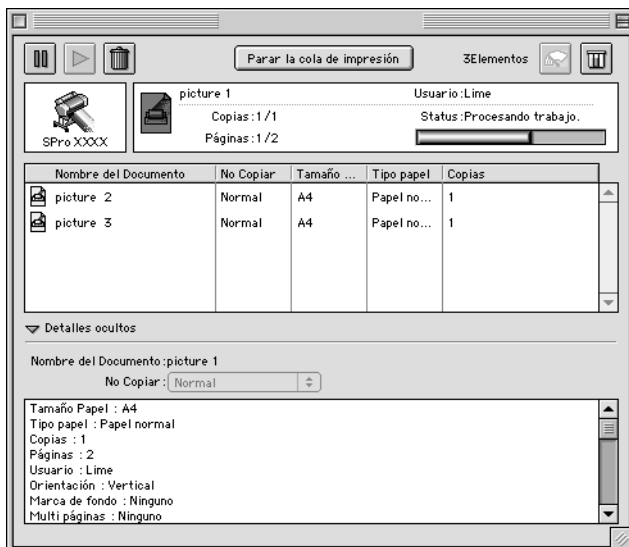 Parar la cola de impresión 3Elementos
SPro XXXX
picture 1 Usuario:Lime
Copias:1/1 Status:Procesando trabajo.
Páginas:1/2
Nombre del Documento No Copiar Tamaño ... Tipo papel Copias
picture 2 Normal A4 Papel no... 1
picture 3 Normal A4 Papel no... 1
Detalles ocultos
Nombre del Documento:picture 1
No Copiar: Normal
Tamaño Papel : A4
Tipo papel : Papel normal
Copias : 1
Páginas : 2
Usuario : Lime
Orientación : Vertical
Marca de fondo : Ninguno
Multi páginas : Ninguno